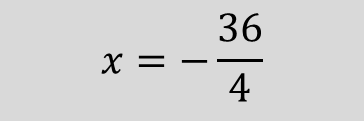 x = −36/4